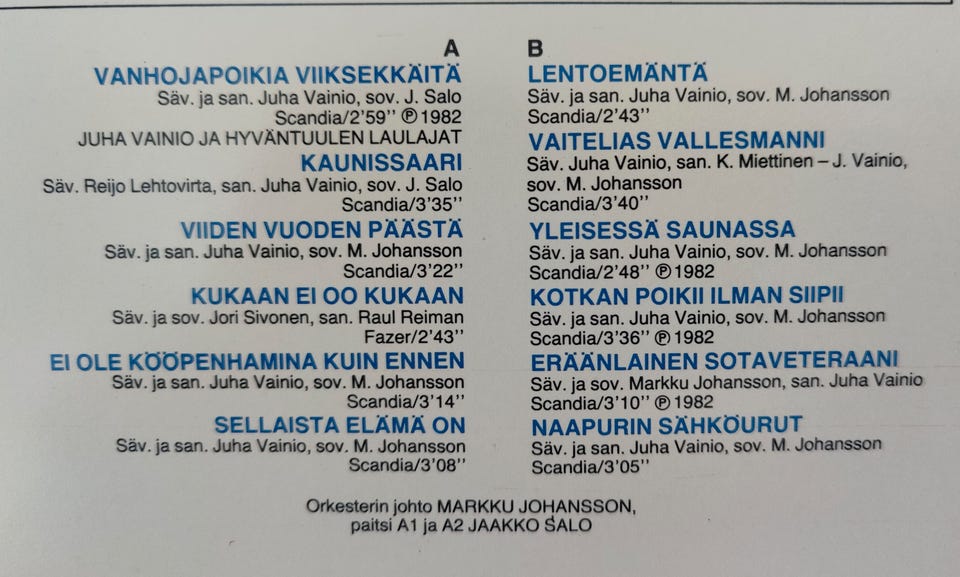 A
VANHOJAPOIKIA VIIKSEKKÄITÄ
Säv. ja san. Juha Vainio, sov. J. Salo
Scandia/2'59" ℗ 1982
JUHA VAINIO JA HYVÄNTUULEN LAULAJAT
KAUNISSAARI
Säv. Reijo Lehtovirta, san. Juha Vainio, sov. J. Salo
Scandia/3'35"
VIIDEN VUODEN PÄÄSTÄ
Säv. ja san. Juha Vainio, sov. M. Johansson
Scandia/3'22"
KUKAAN EI OO KUKAAN
Säv. ja sov. Jori Sivonen, san. Raul Reiman
Fazer/2'43"
EI OLE KÖÖPENHAMINA KUIN ENNEN
Säv. ja san. Juha Vainio, sov. M. Johansson
Scandia/3'14"
SELLAISTA ELÄMÄ ON
Säv. ja san. Juha Vainio, sov. M. Johansson
Scandia/3'08"
B
LENTOEMÄNTÄ
Säv. ja san. Juha Vainio, sov. M. Johansson
Scandia/2'43"
VAITELIAS VALLESMANNI
Säv. Juha Vainio, san. K. Miettinen – J. Vainio,
sov. M. Johansson
Scandia/3'40"
YLEISESSÄ SAUNASSA
Säv. ja san. Juha Vainio, sov. M. Johansson
Scandia/2'48" ℗ 1982
KOTKAN POIKII ILMAN SIIPII
Säv. ja san. Juha Vainio, sov. M. Johansson
Scandia/3'36" ℗ 1982
ERÄÄNLAINEN SOTAVETERAANI
Säv. ja sov. Markku Johansson, san. Juha Vainio
Scandia/3'10" ℗ 1982
NAAPURIN SÄHKÖURUT
Säv. ja san. Juha Vainio, sov. M. Johansson
Scandia/3'05"
Orkesterin johto MARKKU JOHANSSON,
paitsi A1 ja A2 JAAKKO SALO